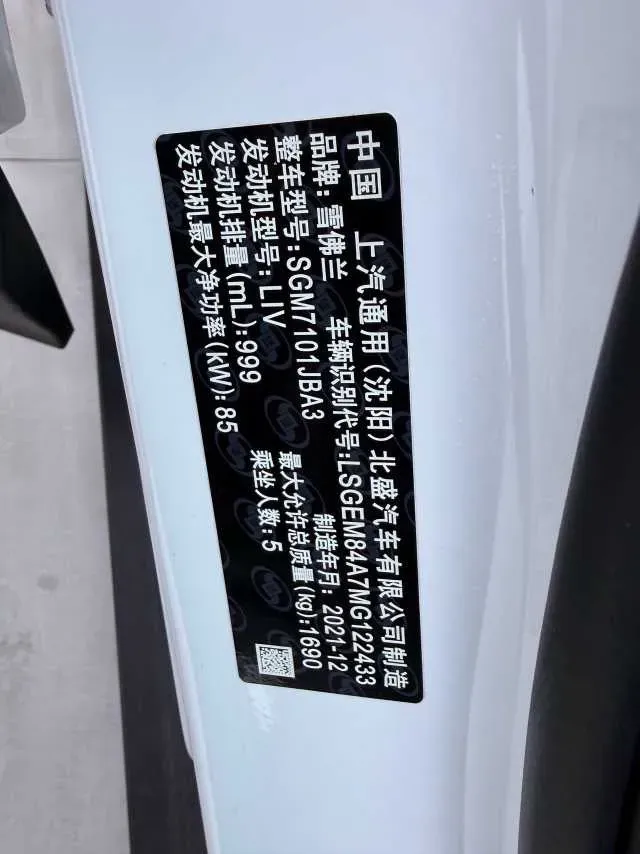 中国 上汽通用(沈阳)北盛汽车有限公司制造
品牌:雪佛兰 车辆识别代号:LSGEM84A7MG122433
整车型号:SGM7101JBA3 制造年月:2021-12
发动机型号:LIV 最大允许总质量(kg):1690
发动机排量(mL):999 乘坐人数:5
发动机最大净功率(kW):85